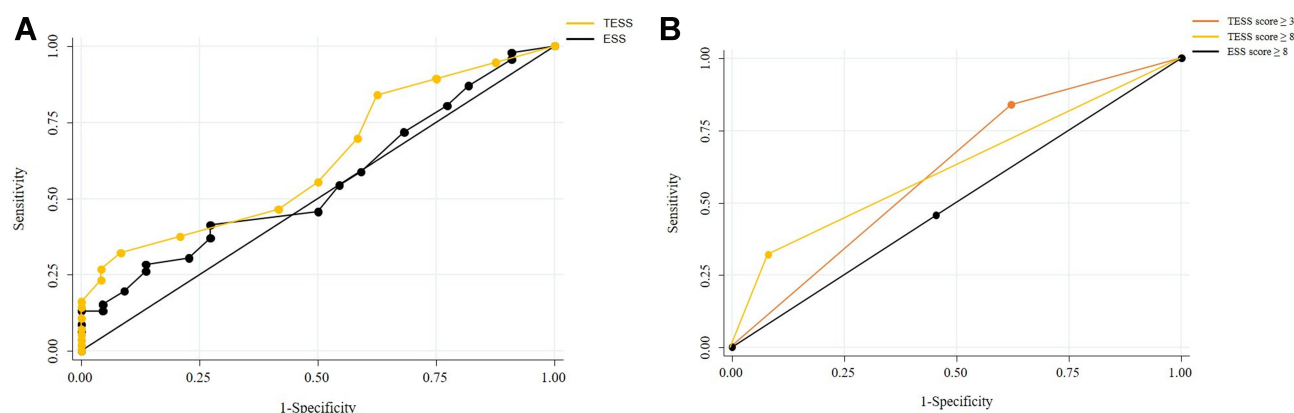 A
TESS
ESS
Sensitivity
1.00
0.75
0.50
0.25
0.00
0.00 0.25 0.50 0.75 1.00
1-Specificity
B
TESS score ≥ 3
TESS score ≥ 8
ESS score ≥ 8
Sensitivity
1.00
0.75
0.50
0.25
0.00
0.00 0.25 0.50 0.75 1.00
1-Specificity